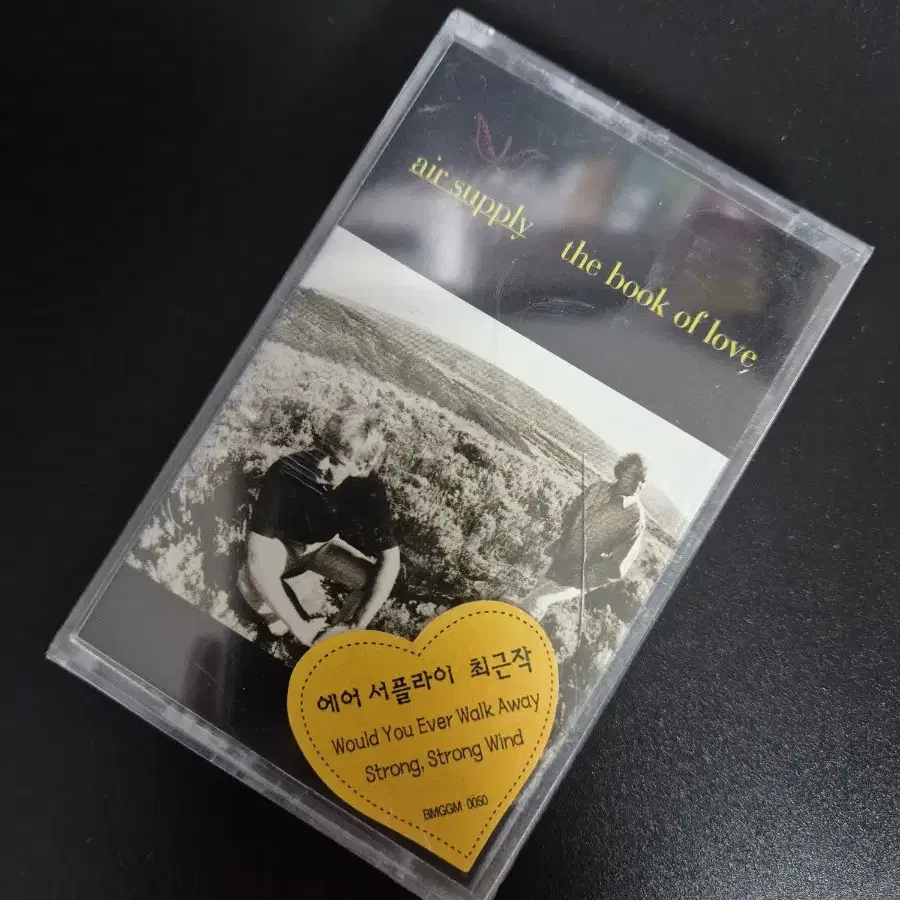 air supply the book of love
에어 서플라이 최근작
Would You Ever Walk Away
Strong, Strong Wind
BMGGM 0050